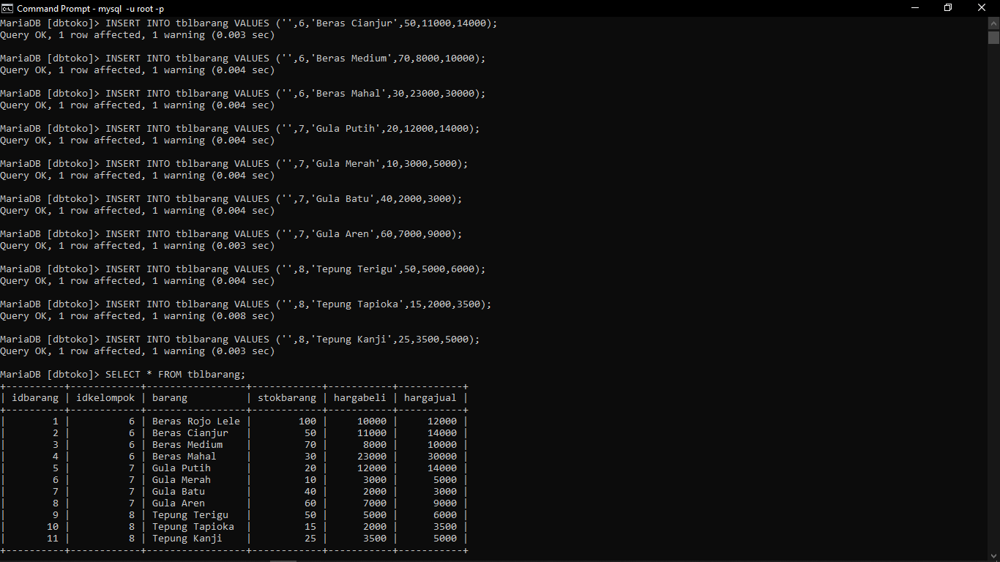 Command Prompt - mysql  -u root -p
MariaDB [dbtoko]> INSERT INTO tblbarang VALUES ('',6,'Beras Cianjur',50,11000,14000);
Query OK, 1 row affected, 1 warning (0.003 sec)

MariaDB [dbtoko]> INSERT INTO tblbarang VALUES ('',6,'Beras Medium',70,8000,10000);
Query OK, 1 row affected, 1 warning (0.004 sec)

MariaDB [dbtoko]> INSERT INTO tblbarang VALUES ('',6,'Beras Mahal',30,23000,30000);
Query OK, 1 row affected, 1 warning (0.004 sec)

MariaDB [dbtoko]> INSERT INTO tblbarang VALUES ('',7,'Gula Putih',20,12000,14000);
Query OK, 1 row affected, 1 warning (0.004 sec)

MariaDB [dbtoko]> INSERT INTO tblbarang VALUES ('',7,'Gula Merah',10,3000,5000);
Query OK, 1 row affected, 1 warning (0.004 sec)

MariaDB [dbtoko]> INSERT INTO tblbarang VALUES ('',7,'Gula Batu',40,2000,3000);
Query OK, 1 row affected, 1 warning (0.004 sec)

MariaDB [dbtoko]> INSERT INTO tblbarang VALUES ('',7,'Gula Aren',60,7000,9000);
Query OK, 1 row affected, 1 warning (0.003 sec)

MariaDB [dbtoko]> INSERT INTO tblbarang VALUES ('',8,'Tepung Terigu',50,5000,6000);
Query OK, 1 row affected, 1 warning (0.004 sec)

MariaDB [dbtoko]> INSERT INTO tblbarang VALUES ('',8,'Tepung Tapioka',15,2000,3500);
Query OK, 1 row affected, 1 warning (0.008 sec)

MariaDB [dbtoko]> INSERT INTO tblbarang VALUES ('',8,'Tepung Kanji',25,3500,5000);
Query OK, 1 row affected, 1 warning (0.003 sec)

MariaDB [dbtoko]> SELECT * FROM tblbarang;
+----------+------------+-----------------+------------+-----------+-----------+
| idbarang | idkelompok | barang          | stokbarang | hargabeli | hargajual |
+----------+------------+-----------------+------------+-----------+-----------+
|        1 |          6 | Beras Rojo Lele |        100 |     10000 |     12000 |
|        2 |          6 | Beras Cianjur   |         50 |     11000 |     14000 |
|        3 |          6 | Beras Medium    |         70 |      8000 |     10000 |
|        4 |          6 | Beras Mahal     |         30 |     23000 |     30000 |
|        5 |          7 | Gula Putih      |         20 |     12000 |     14000 |
|        6 |          7 | Gula Merah      |         10 |      3000 |      5000 |
|        7 |          7 | Gula Batu       |         40 |      2000 |      3000 |
|        8 |          7 | Gula Aren       |         60 |      7000 |      9000 |
|        9 |          8 | Tepung Terigu   |         50 |      5000 |      6000 |
|       10 |          8 | Tepung Tapioka  |         15 |      2000 |      3500 |
|       11 |          8 | Tepung Kanji    |         25 |      3500 |      5000 |
+----------+------------+-----------------+------------+-----------+-----------+